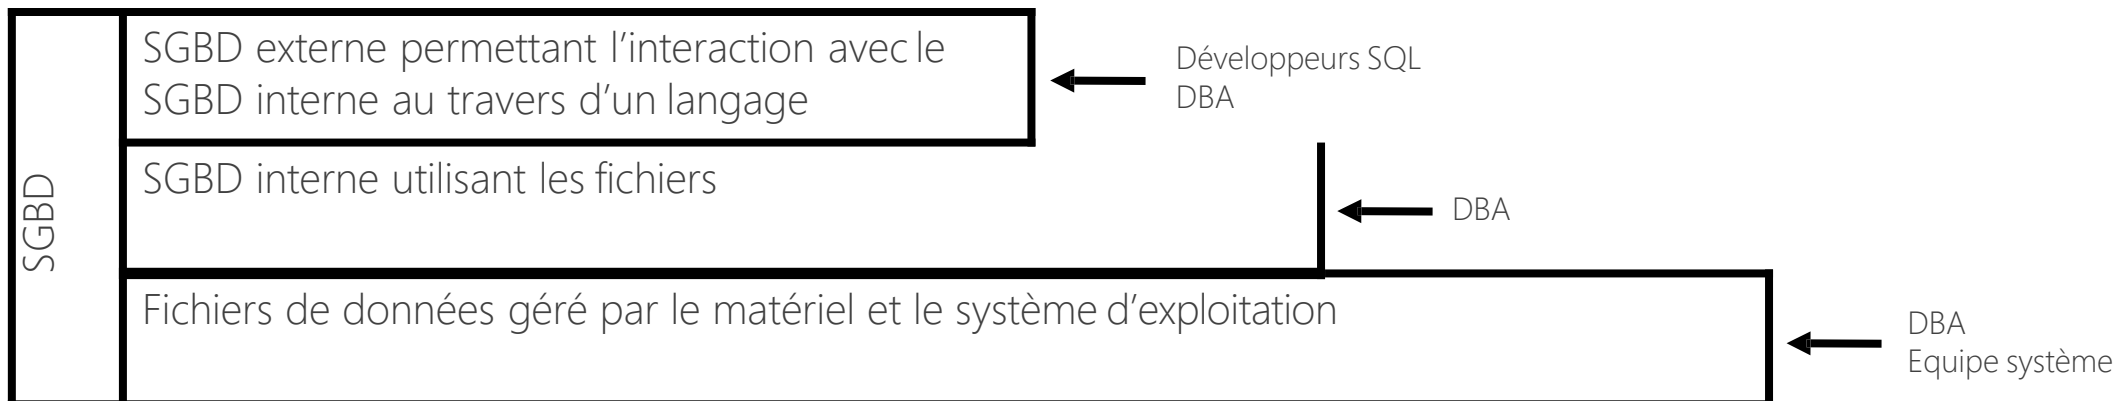 SGBD
SGBD externe permettant l'interaction avec le
SGBD interne au travers d'un langage
Développeurs SQL
DBA
SGBD interne utilisant les fichiers
DBA
Fichiers de données géré par le matériel et le système d'exploitation
DBA
Equipe système